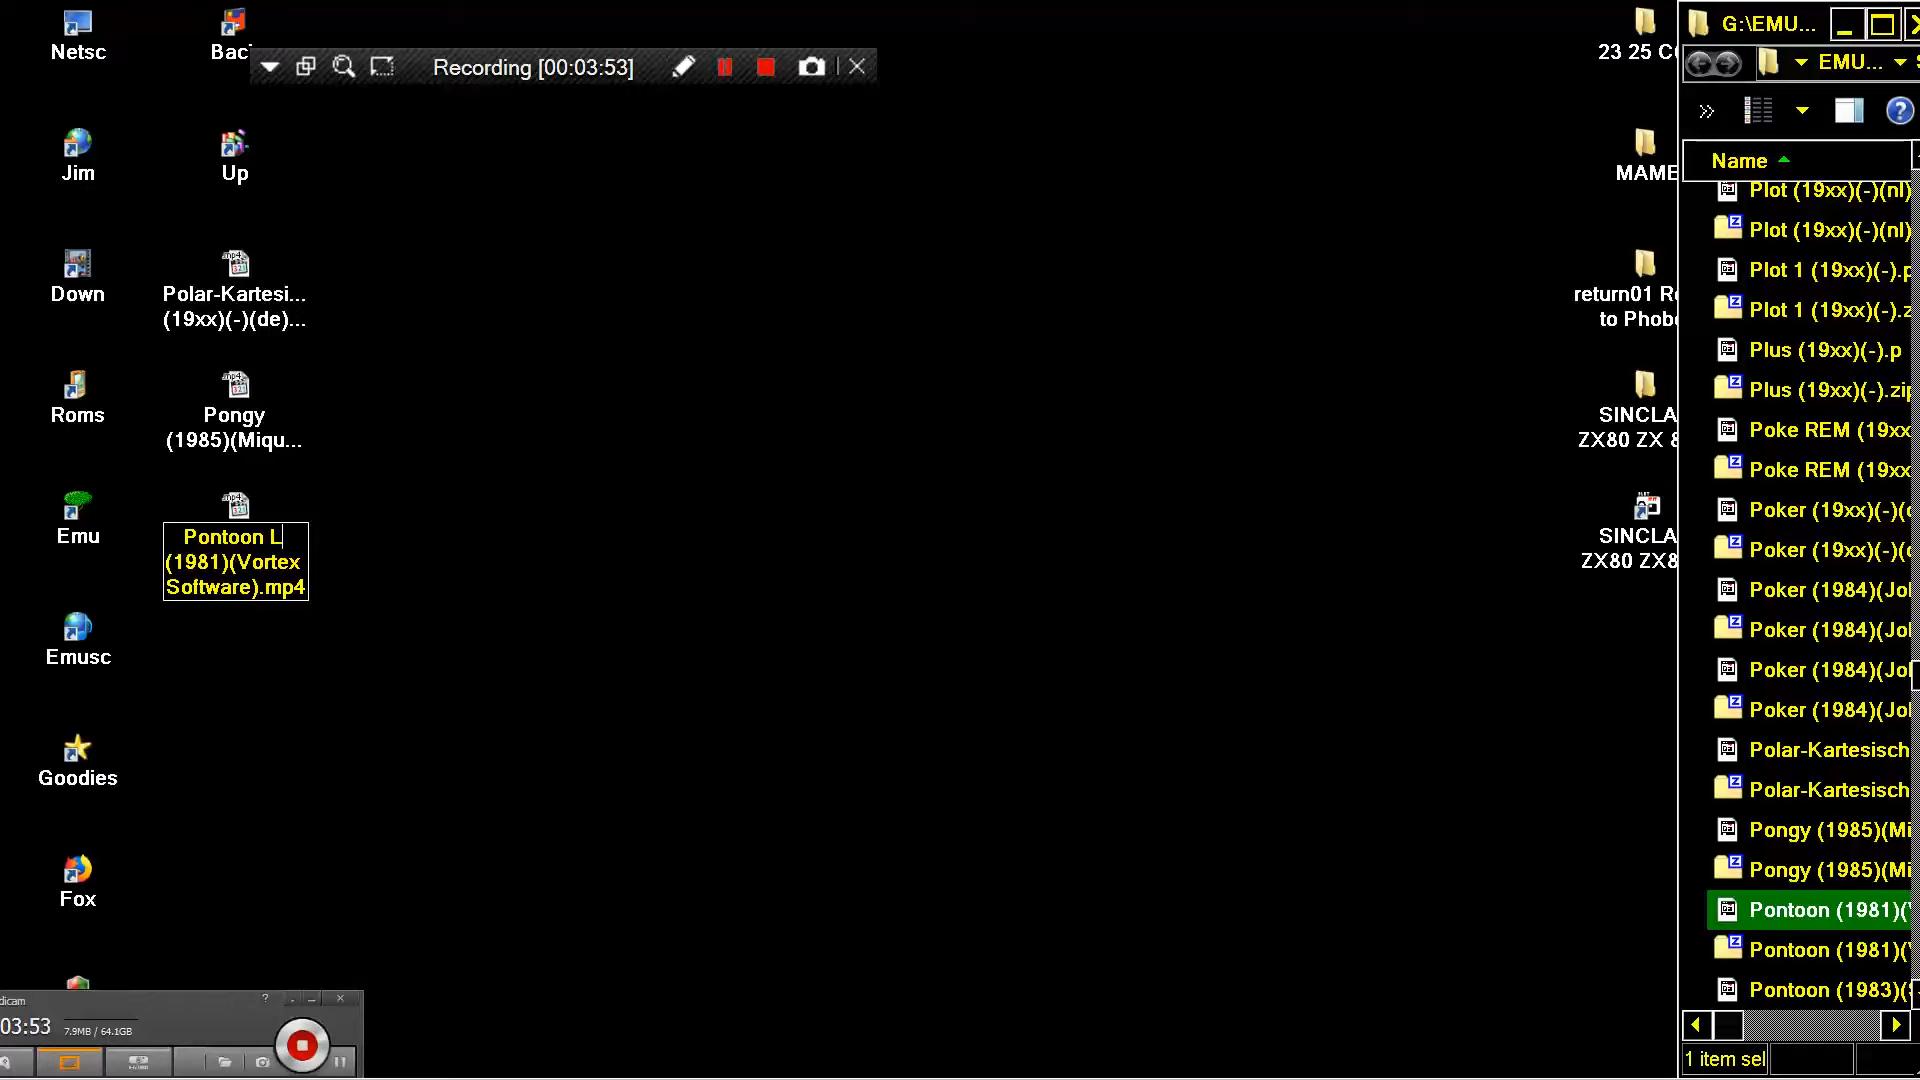 Netsc
Bac
Recording [00:03:53]
23 25 C
G:\EMU...
EMU...
Jim
Up
MAME
Name
Down
Polar-Kartesi...
(19xx)(-)(de)...
return01 R
to Phob
Roms
Pongy
(1985)(Miqu...
SINCLA
ZX80 ZX 8
Emu
Pontoon L
(1981)(Vortex
Software).mp4
SINCLA
ZX80 ZX8
Emusc
Goodies
Fox
Plot (19xx)(-)(nl)
Plot (19xx)(-)(nl)
Plot 1 (19xx)(-).p
Plot 1 (19xx)(-).z
Plus (19xx)(-).p
Plus (19xx)(-).zip
Poke REM (19xx
Poke REM (19xx
Poker (19xx)(-)(
Poker (19xx)(-)(
Poker (1984)(Jo
Poker (1984)(Jo
Poker (1984)(Jo
Poker (1984)(Jo
Polar-Kartesisch
Polar-Kartesisch
Pongy (1985)(Mi
Pongy (1985)(Mi
Pontoon (1981)(
Pontoon (1981)(
Pontoon (1983)(
1 item sel
dicam
03:53
7.9MB / 64.1GB